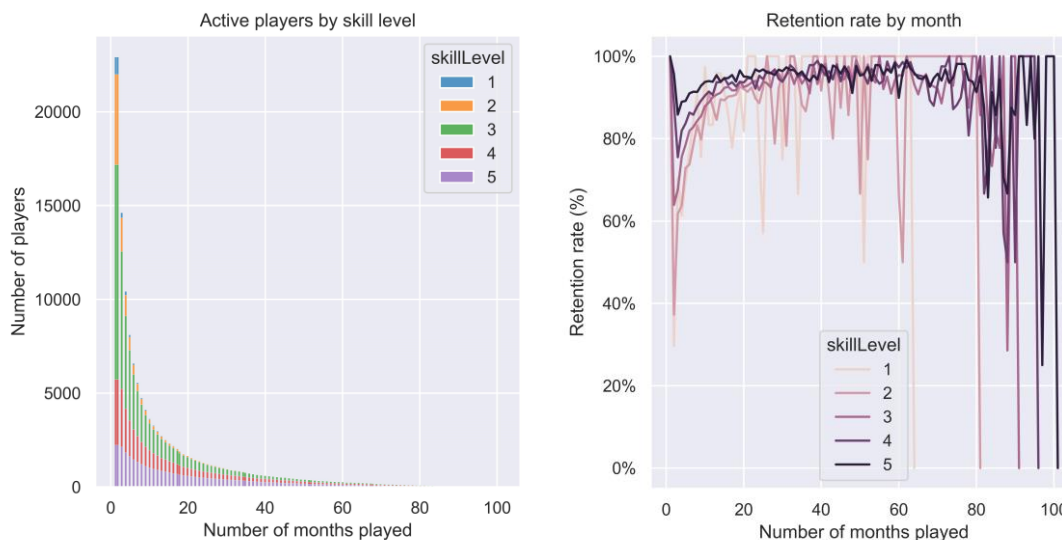 Active players by skill level
Number of players
20000
15000
10000
5000
0
skillLevel
1
2
3
4
5
0 20 40 60 80 100
Number of months played
Retention rate by month
Retention rate (%)
100%
80%
60%
40%
20%
0%
skillLevel
1
2
3
4
5
0 20 40 60 80
Number of months played